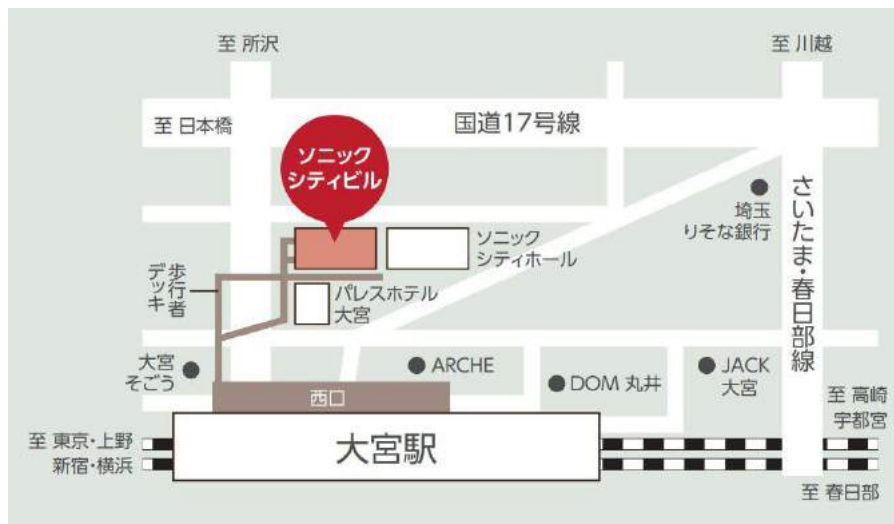 至 所沢
至 川越
至 日本橋
国道17号線
ソニック
シティビル
埼玉
りそな銀行
さいたま・春日部線
ソニック
シティホール
歩行者
デッキ
パレスホテル
大宮
大宮
そごう
ARCHE
DOM 丸井
JACK
大宮
西口
至 高崎
宇都宮
至 東京・上野
新宿・横浜
大宮駅
至 春日部